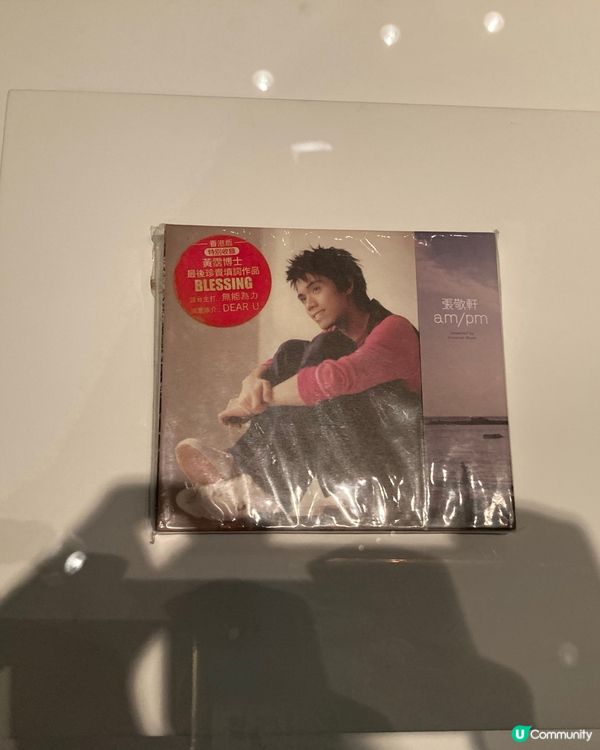 香港版
特別收錄
黃霑博士
最後珍貴填詞作品
BLESSING
無能為力
DEAR U
張敬軒
am/pm
U Community